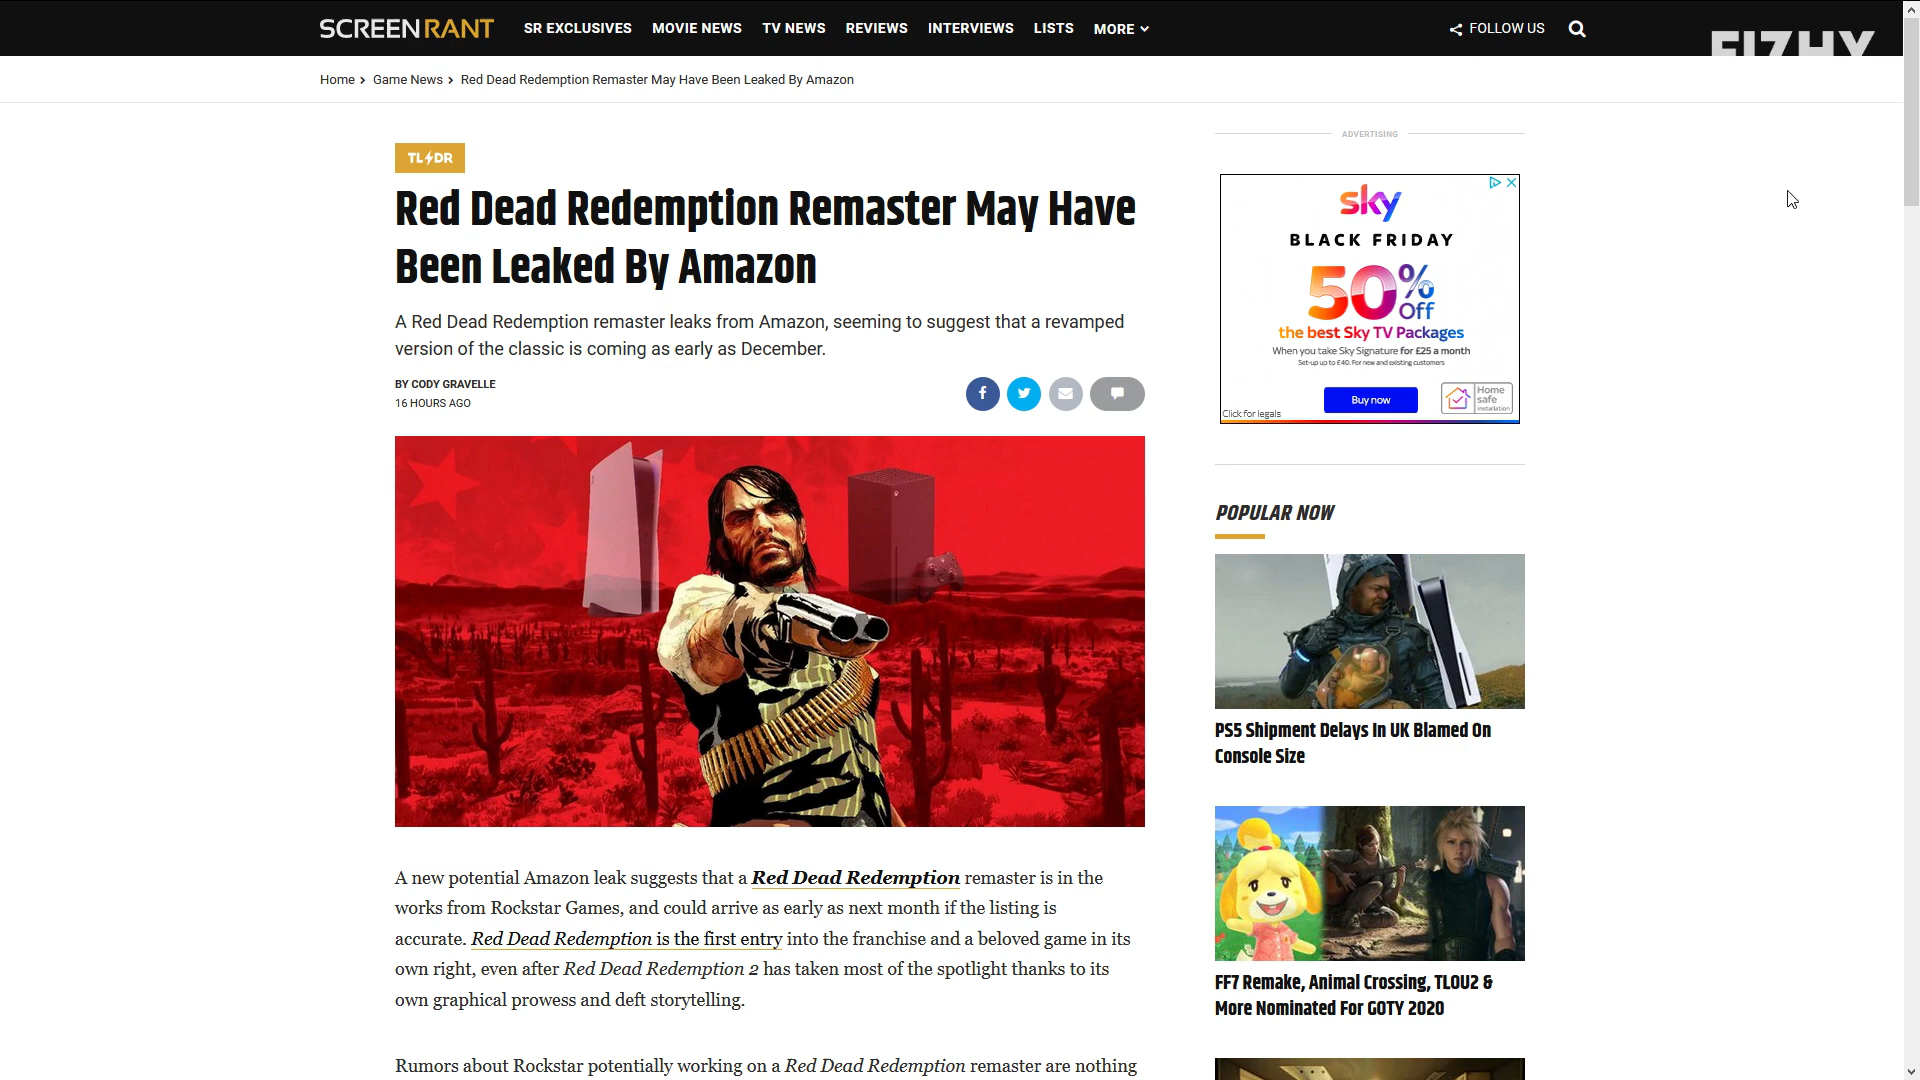 SCREENRANT SR EXCLUSIVES MOVIE NEWS TV NEWS REVIEWS INTERVIEWS LISTS MORE FOLLOW US
FIZHY
Home > Game News > Red Dead Redemption Remaster May Have Been Leaked By Amazon
TL DR
Red Dead Redemption Remaster May Have
Been Leaked By Amazon
A Red Dead Redemption remaster leaks from Amazon, seeming to suggest that a revamped
version of the classic is coming as early as December.
BY CODY GRAVELLE
16 HOURS AGO
A new potential Amazon leak suggests that a Red Dead Redemption remaster is in the
works from Rockstar Games, and could arrive as early as next month if the listing is
accurate. Red Dead Redemption is the first entry into the franchise and a beloved game in its
own right, even after Red Dead Redemption 2 has taken most of the spotlight thanks to its
own graphical prowess and deft storytelling.
Rumors about Rockstar potentially working on a Red Dead Redemption remaster are nothing
ADVERTISING
sky
BLACK FRIDAY
50% Off
the best Sky TV Packages
When you take Sky Signature for £25 a month
Set-up up to £40. For new and existing customers
Buy now
Home
safe
installation
Click for legals
POPULAR NOW
PS5 Shipment Delays In UK Blamed On
Console Size
FF7 Remake, Animal Crossing, TLOU2 &
More Nominated For GOTY 2020